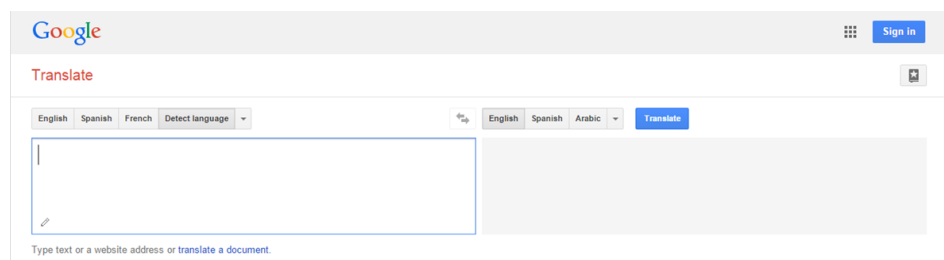 Google
Sign in
Translate
English Spanish French Detect language English Spanish Arabic Translate
Type text or a website address or translate a document.